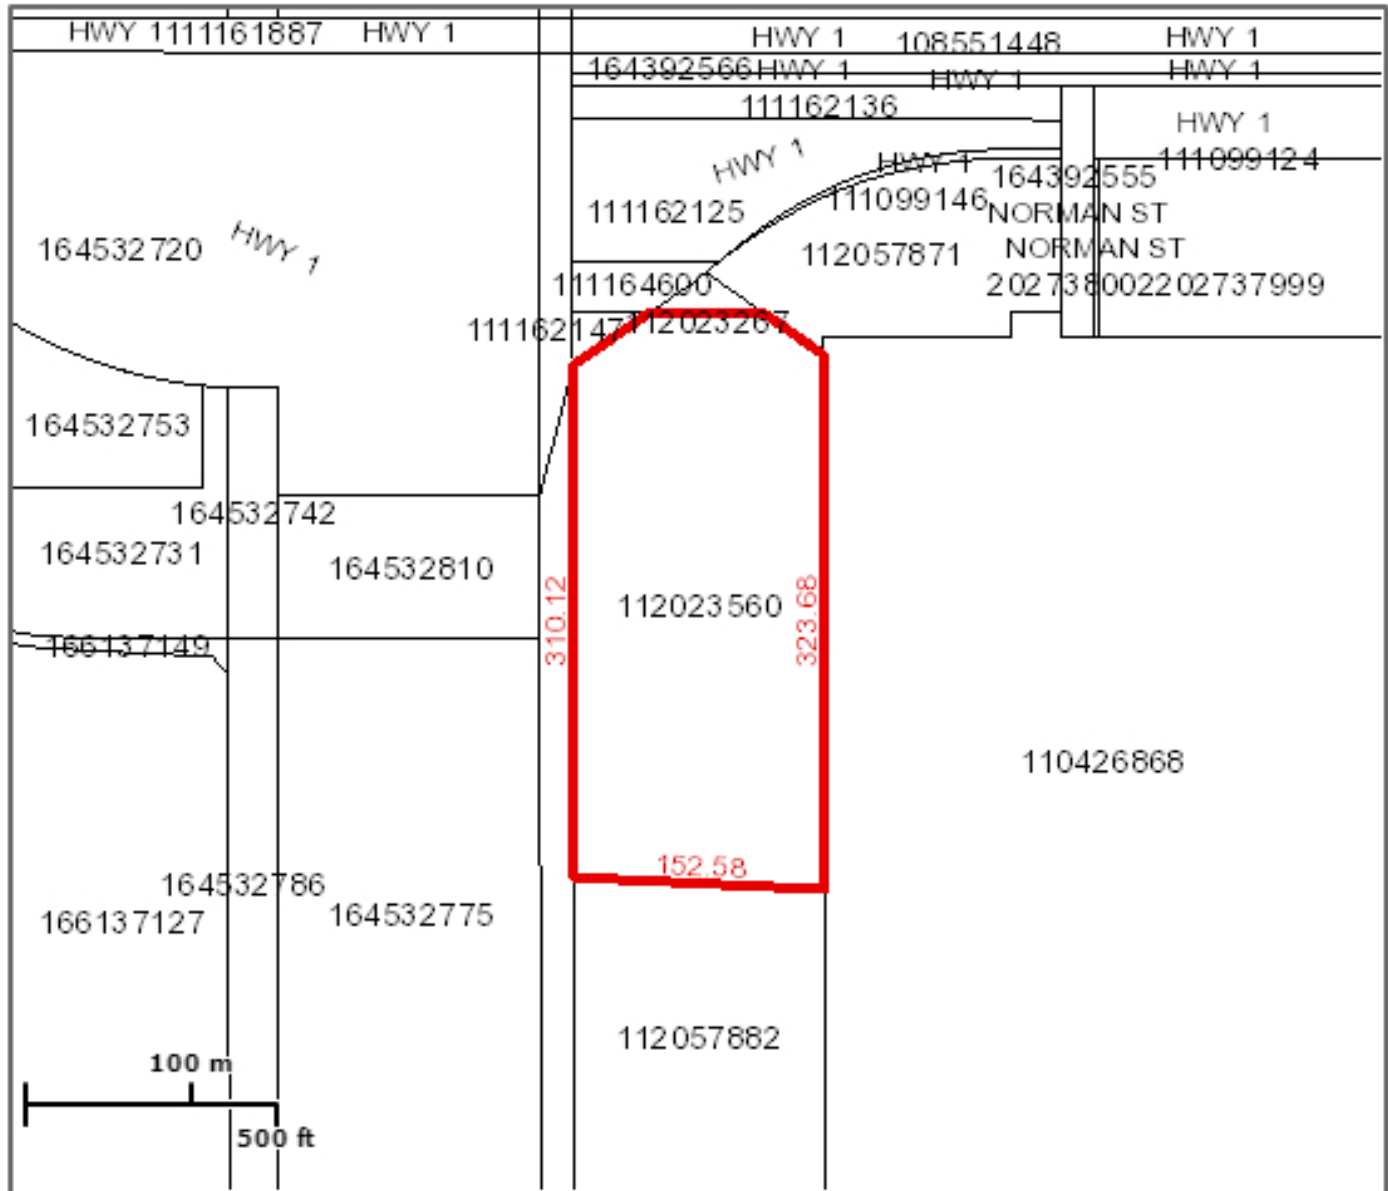 HWY 1
1111161887
HWY 1
HWY 1
108551448
HWY 1
164392566
HWY 1
HWY 1
HWY 1
111162136
HWY 1
HWY 1
HWY 1
111099124
164392555
111162125
111099146
NORMAN ST
164532720
HWY 1
112057871
NORMAN ST
111164600
202738002
202737999
111162147
112023267
164532753
164532742
164532731
164532810
310.12
112023560
323.68
166137149
110426868
152.58
164532786
166137127
164532775
112057882
100 m
500 ft